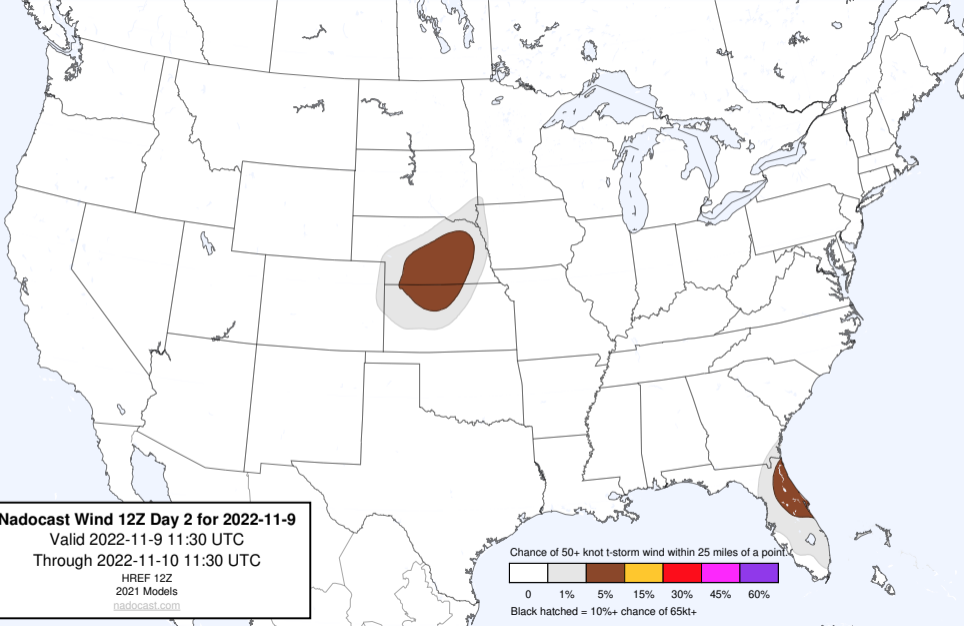 Nadocast Wind 12Z Day 2 for 2022-11-9
Valid 2022-11-9 11:30 UTC
Through 2022-11-10 11:30 UTC
HREF 12Z
2021 Models
nadocast.com
Chance of 50+ knot t-storm wind within 25 miles of a point.
0 1% 5% 15% 30% 45% 60%
Black hatched = 10%+ chance of 65kt+